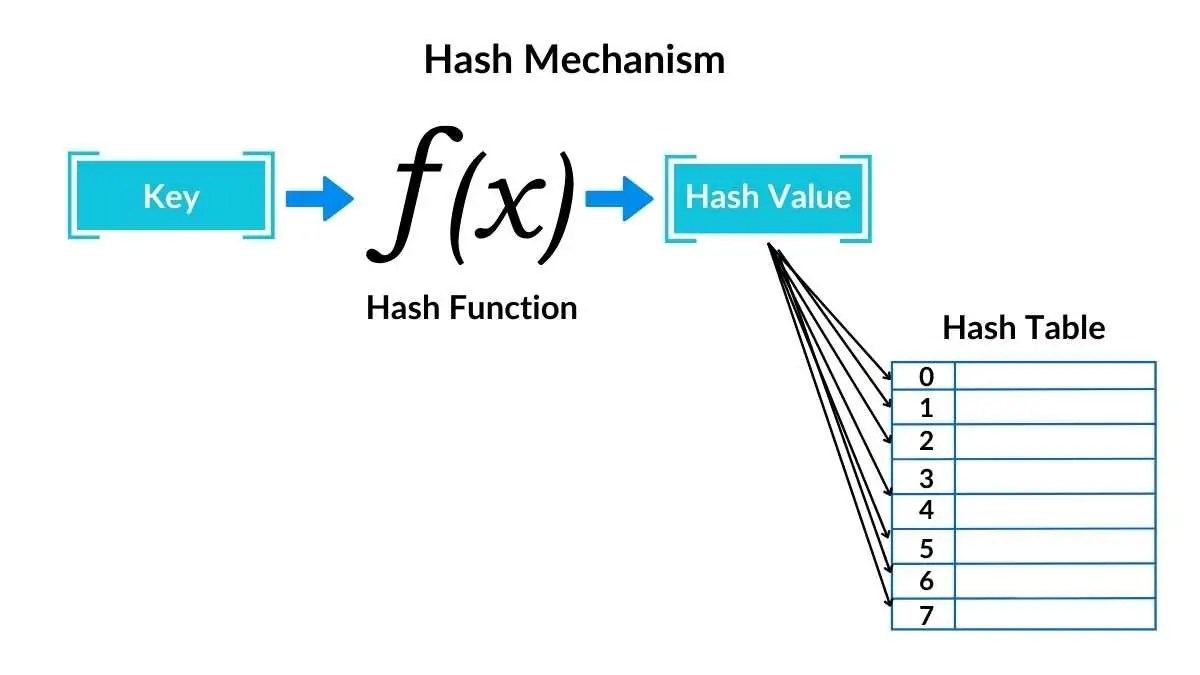 Hash Mechanism
Key
f(x)
Hash Value
Hash Function
Hash Table
0
1
2
3
4
5
6
7